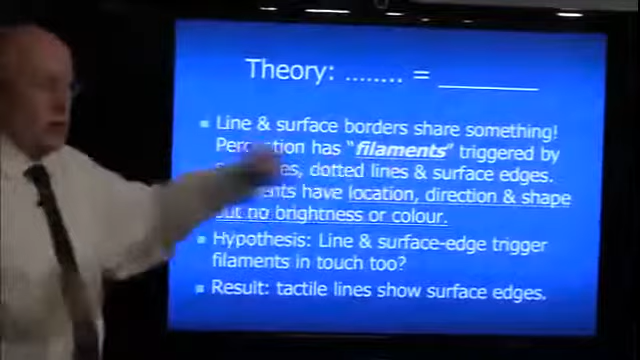 Theory: ........ = ________
▪ Line & surface borders share something!
Perception has "filaments" triggered by
dotted lines & surface edges.
have location, direction & shape
but no brightness or colour.
▪ Hypothesis: Line & surface-edge trigger
filaments in touch too?
▪ Result: tactile lines show surface edges.